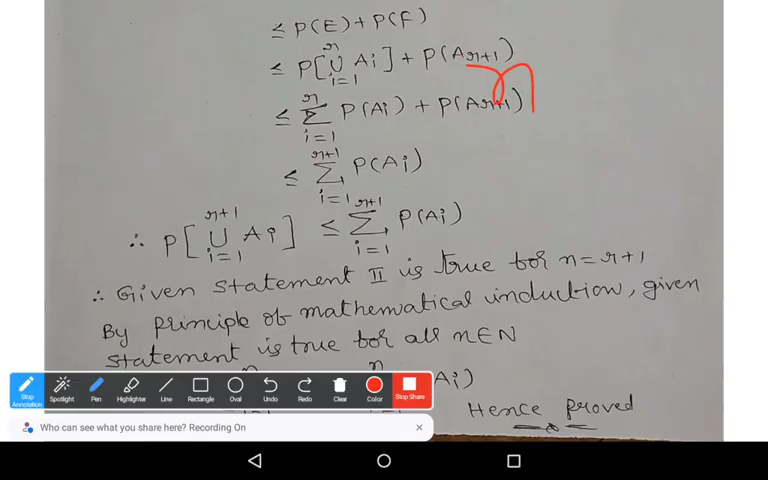 ≤ P(E) + P(F)
≤ P[⋃_{i=1}^{r} Ai] + P(Ar+1)
≤ ∑_{i=1}^{r} P(Ai) + P(Ar+1)
≤ ∑_{i=1}^{r+1} P(Ai)
∴ P[⋃_{i=1}^{r+1} Ai] ≤ ∑_{i=1}^{r+1} P(Ai)
∴ Given statement II is true for n = r+1
By principle of mathematical induction, given
statement is true for all n∈N
n n Ai)
Hence proved
Stop Annotation Spotlight Pen Highlighter Line Rectangle Oval Undo Redo Clear Color Stop Share
Who can see what you share here? Recording On